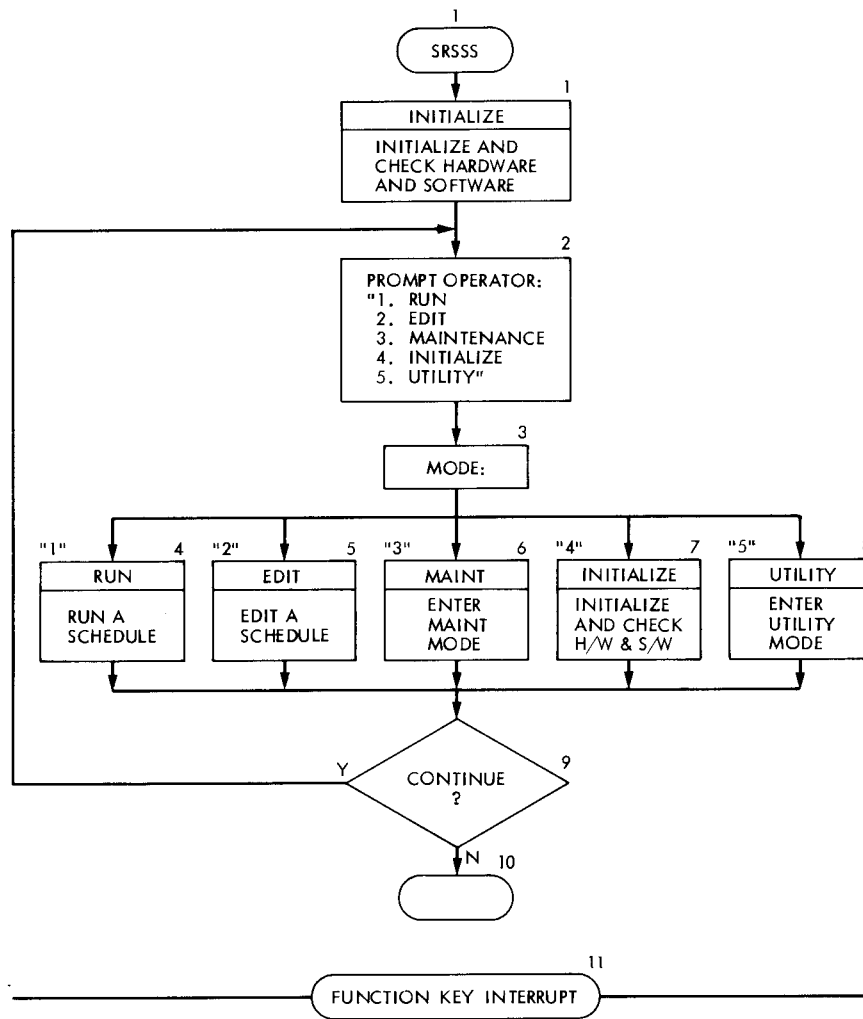 1
SRSSS
1
INITIALIZE
INITIALIZE AND
CHECK HARDWARE
AND SOFTWARE
2
PROMPT OPERATOR:
"1. RUN
2. EDIT
3. MAINTENANCE
4. INITIALIZE
5. UTILITY"
3
MODE:
"1" 4
RUN
RUN A
SCHEDULE
"2" 5
EDIT
EDIT A
SCHEDULE
"3" 6
MAINT
ENTER
MAINT
MODE
"4" 7
INITIALIZE
INITIALIZE
AND CHECK
H/W & S/W
"5"
UTILITY
ENTER
UTILITY
MODE
Y
CONTINUE
?
9
N
10
11
FUNCTION KEY INTERRUPT